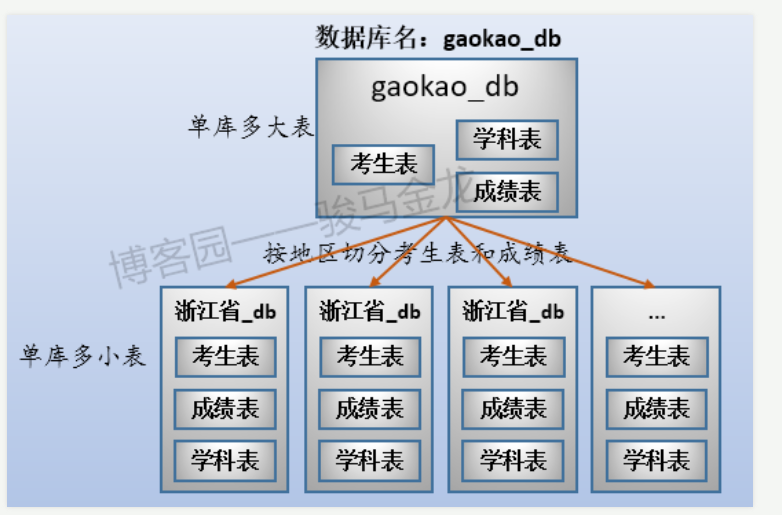 数据库名：gaokao_db
gaokao_db
单库多大表
学科表
考生表
成绩表
博客园——骏马金龙
按地区切分考生表和成绩表
浙江省_db
浙江省_db
浙江省_db
...
单库多小表
考生表
考生表
考生表
考生表
成绩表
成绩表
成绩表
成绩表
学科表
学科表
学科表
学科表